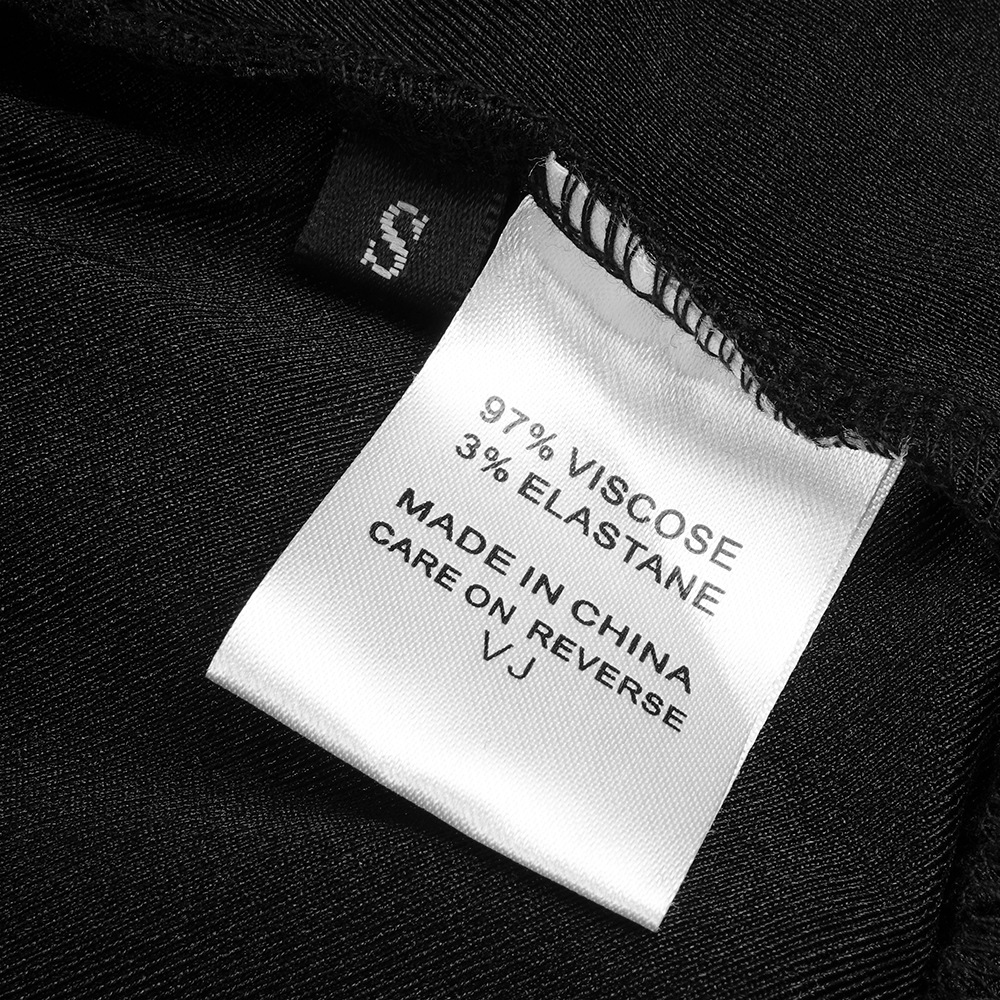 S
97% VISCOSE
3% ELASTANE
MADE IN CHINA
CARE ON REVERSE
VJ